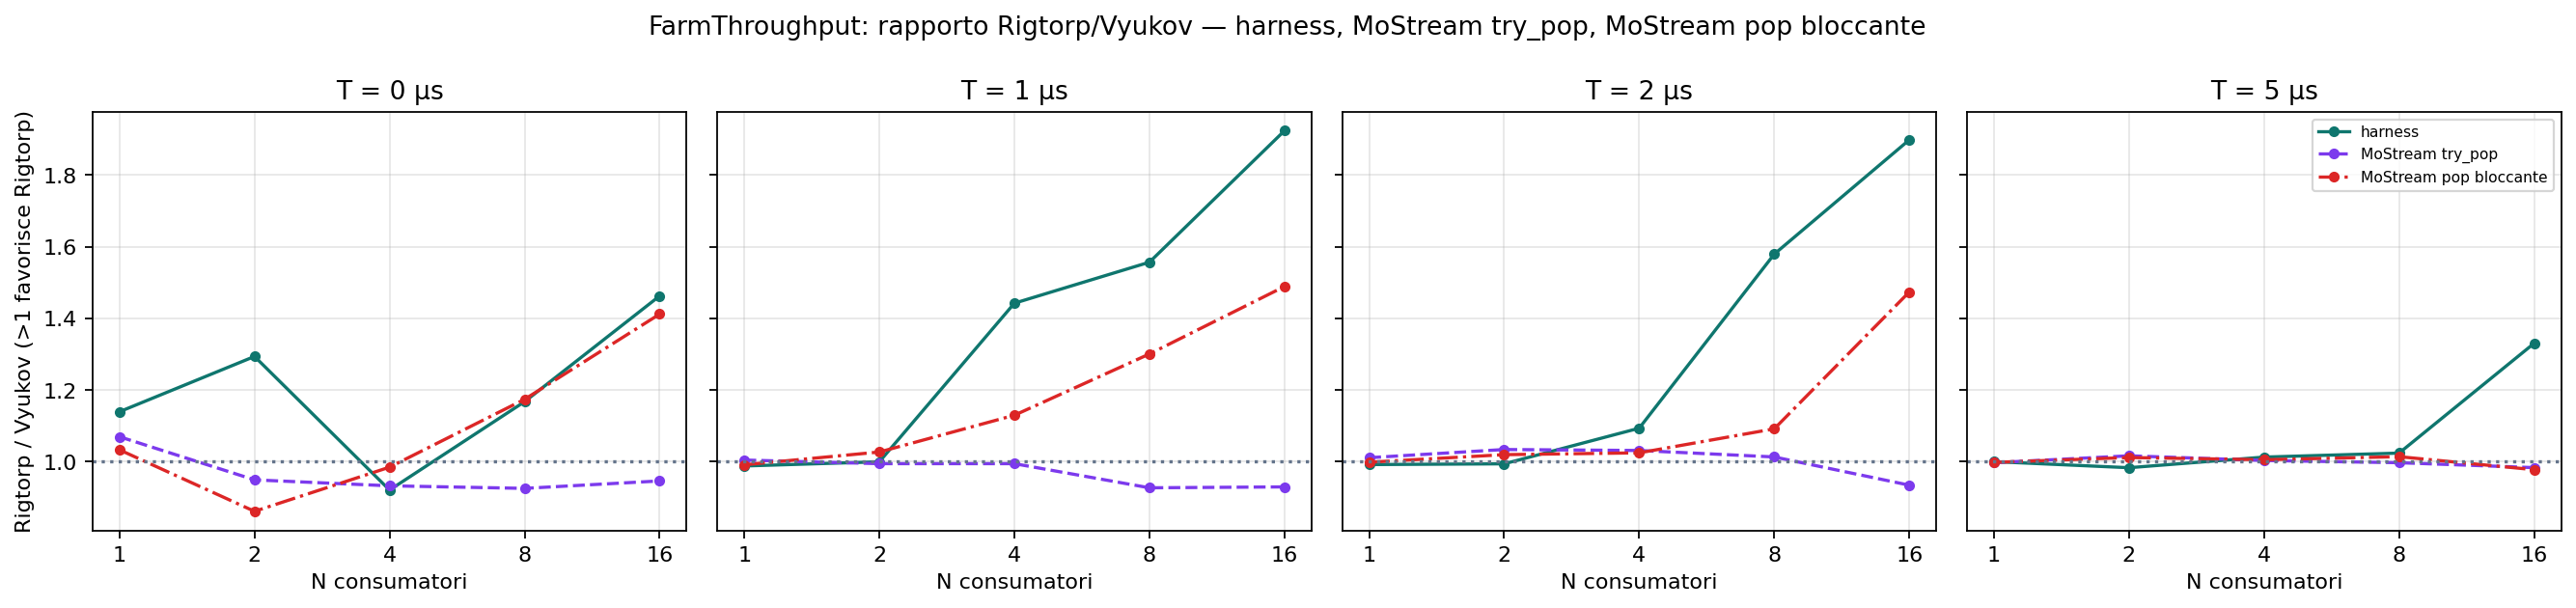 FarmThroughput: rapporto Rigtorp/Vyukov — harness, MoStream try_pop, MoStream pop bloccante
T = 0 µs
T = 1 µs
T = 2 µs
T = 5 µs
Rigtorp / Vyukov (>1 favorisce Rigtorp)
1.8
1.6
1.4
1.2
1.0
harness
MoStream try_pop
MoStream pop bloccante
1 2 4 8 16
1 2 4 8 16
1 2 4 8 16
1 2 4 8 16
N consumatori
N consumatori
N consumatori
N consumatori